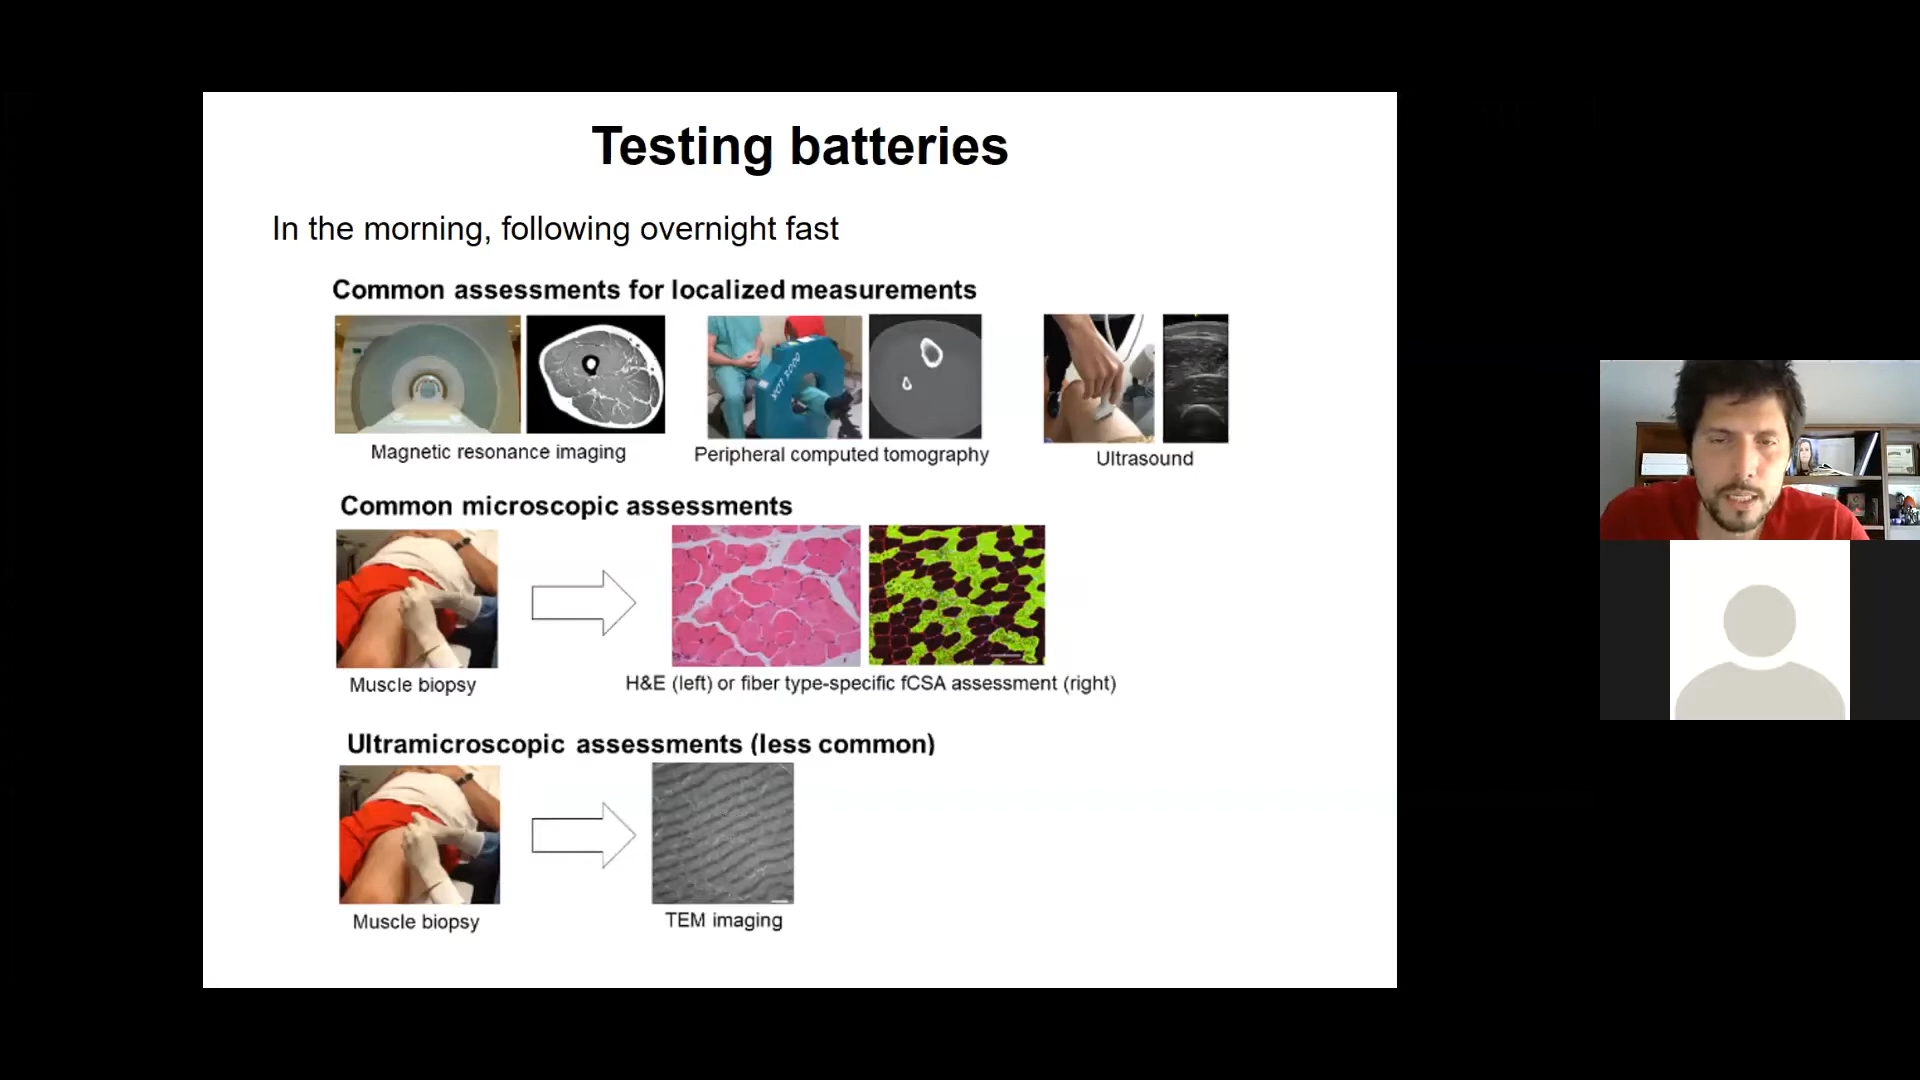 Testing batteries
In the morning, following overnight fast
Common assessments for localized measurements
XCT 3000
Magnetic resonance imaging
Peripheral computed tomography
Ultrasound
Common microscopic assessments
Muscle biopsy
H&E (left) or fiber type-specific fCSA assessment (right)
Ultramicroscopic assessments (less common)
Muscle biopsy
TEM imaging